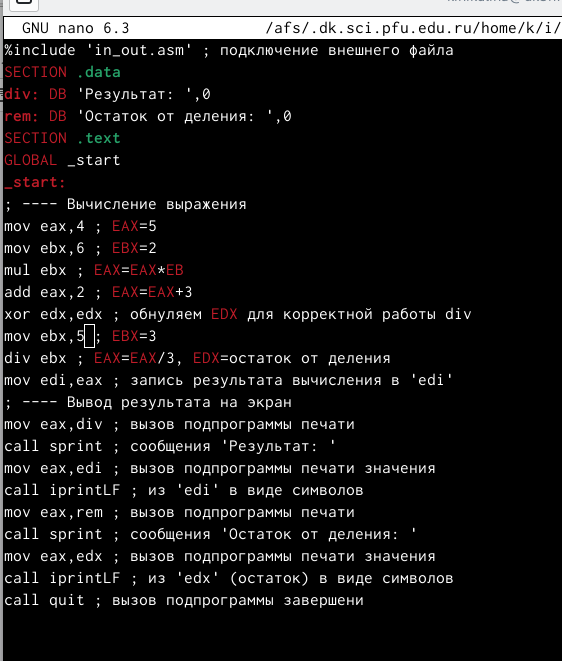 GNU nano 6.3 /afs/.dk.sci.pfu.edu.ru/home/k/i/
%include 'in_out.asm' ; подключение внешнего файла
SECTION .data
div: DB 'Результат: ',0
rem: DB 'Остаток от деления: ',0
SECTION .text
GLOBAL _start
_start:
; ---- Вычисление выражения
mov eax,4 ; EAX=5
mov ebx,6 ; EBX=2
mul ebx ; EAX=EAX*EB
add eax,2 ; EAX=EAX+3
xor edx,edx ; обнуляем EDX для корректной работы div
mov ebx,5 ; EBX=3
div ebx ; EAX=EAX/3, EDX=остаток от деления
mov edi,eax ; запись результата вычисления в 'edi'
; ---- Вывод результата на экран
mov eax,div ; вызов подпрограммы печати
call sprint ; сообщения 'Результат: '
mov eax,edi ; вызов подпрограммы печати значения
call iprintLF ; из 'edi' в виде символов
mov eax,rem ; вызов подпрограммы печати
call sprint ; сообщения 'Остаток от деления: '
mov eax,edx ; вызов подпрограммы печати значения
call iprintLF ; из 'edx' (остаток) в виде символов
call quit ; вызов подпрограммы завершени